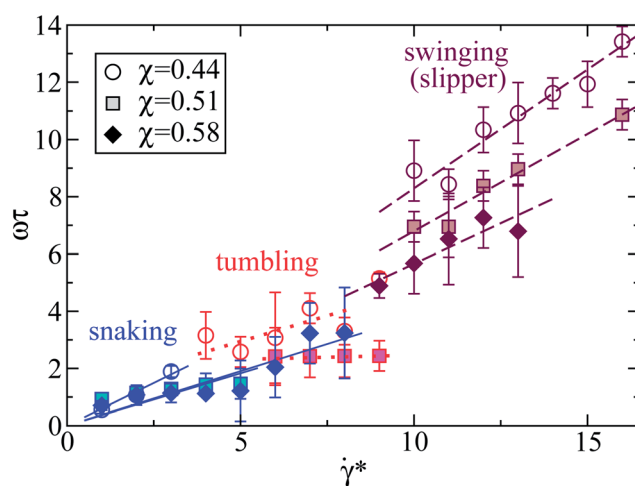 14
12
10
8
6
4
2
0
ωτ
χ=0.44
χ=0.51
χ=0.58
swinging
(slipper)
tumbling
snaking
0 5 10 15
γ̇*